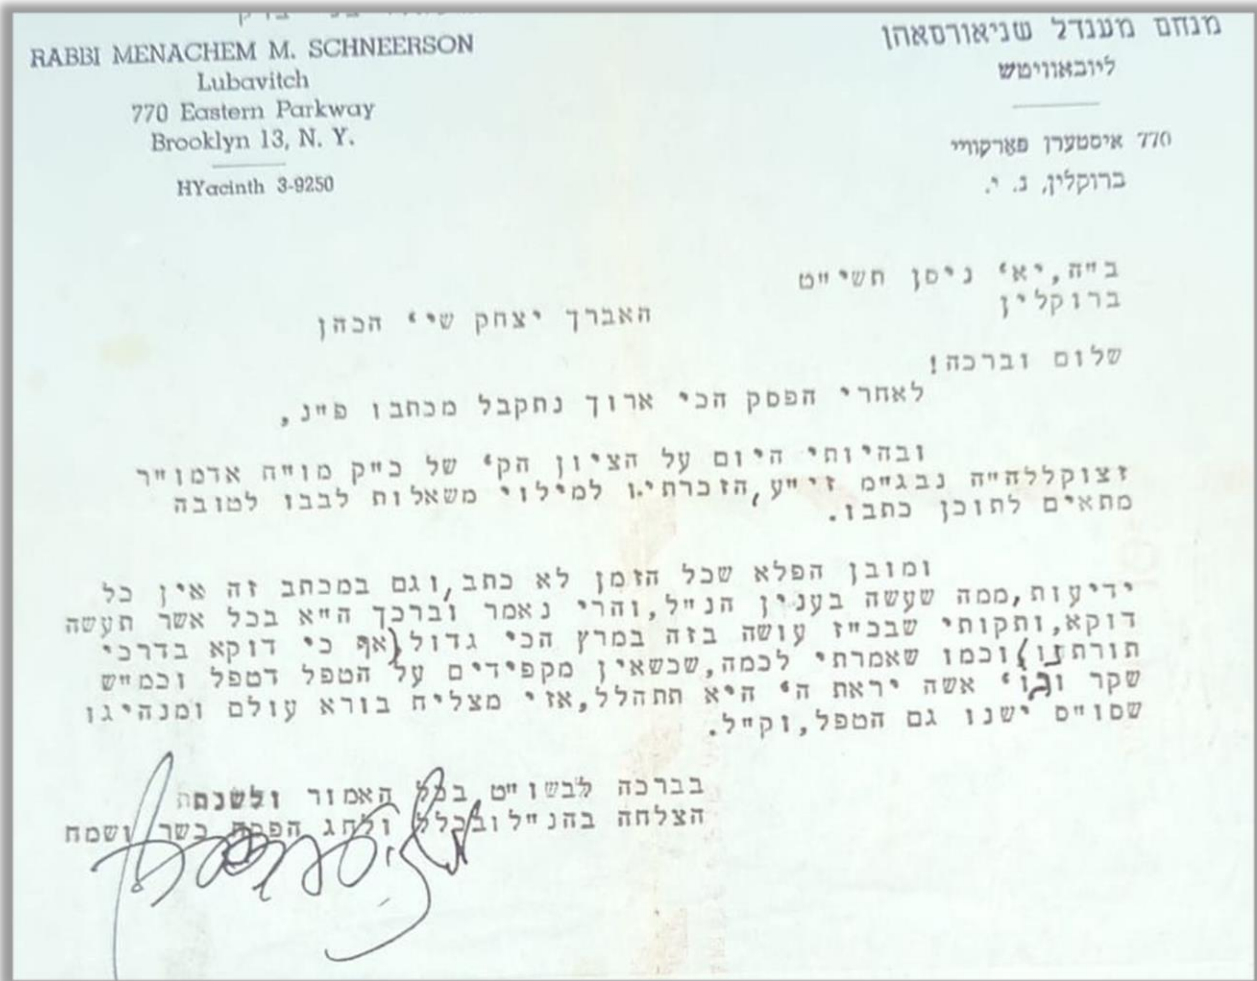 RABBI MENACHEM M. SCHNEERSON
Lubavitch
770 Eastern Parkway
Brooklyn 13, N. Y.
HYacinth 3-9250
מנחם מענדל שניאורסאהן
ליובאוויטש
770 איסטערן פארקוויי
ברוקלין, נ. י.
ב"ה, יא' ניסן תשי"ט
ברוקלין
האברך יצחק שי' הכהן
שלום וברכה!
לאחרי הפסק הכי ארוך נתקבל מכתבו פ"נ,
ובהיותי היום על הציון הק' של כ"ק מו"ח אדמו"ר
זצוקללה"ה נבג"מ זי"ע, הזכרתיו למילוי משאלות לבבו לטובה
מתאים לתוכן כתבו.
ומובן הפלא שכל הזמן לא כתב, וגם במכתב זה אין כל
ידיעות, ממה שעשה בענין הנ"ל, והרי נאמר וברכך ה"א בכל אשר תעשה
דוקא, ותקותי שבכ"ז עושה בזה במרץ הכי גדול (אף כי דוקא בדרכי
תורתנו) וכמו שאמרתי לכמה, שכשאין מקפידים על הטפל דטפל וכמ"ש
שקר וגו' אשה יראת ה' היא תתהלל, אזי מצליח בורא עולם ומנהיגו
שסו"ס ישנו גם הטפל, וק"ל.
בברכה לבשו"ט בכל האמור ולשנת
הצלחה בהנ"ל ובכלל ולחג הפסח כשר ושמח